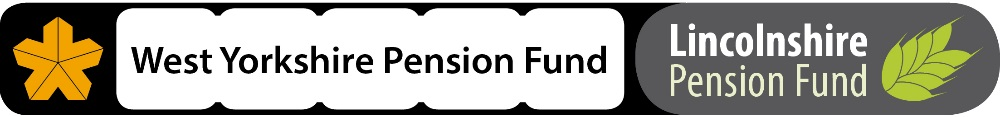 West Yorkshire Pension Fund
Lincolnshire
Pension Fund